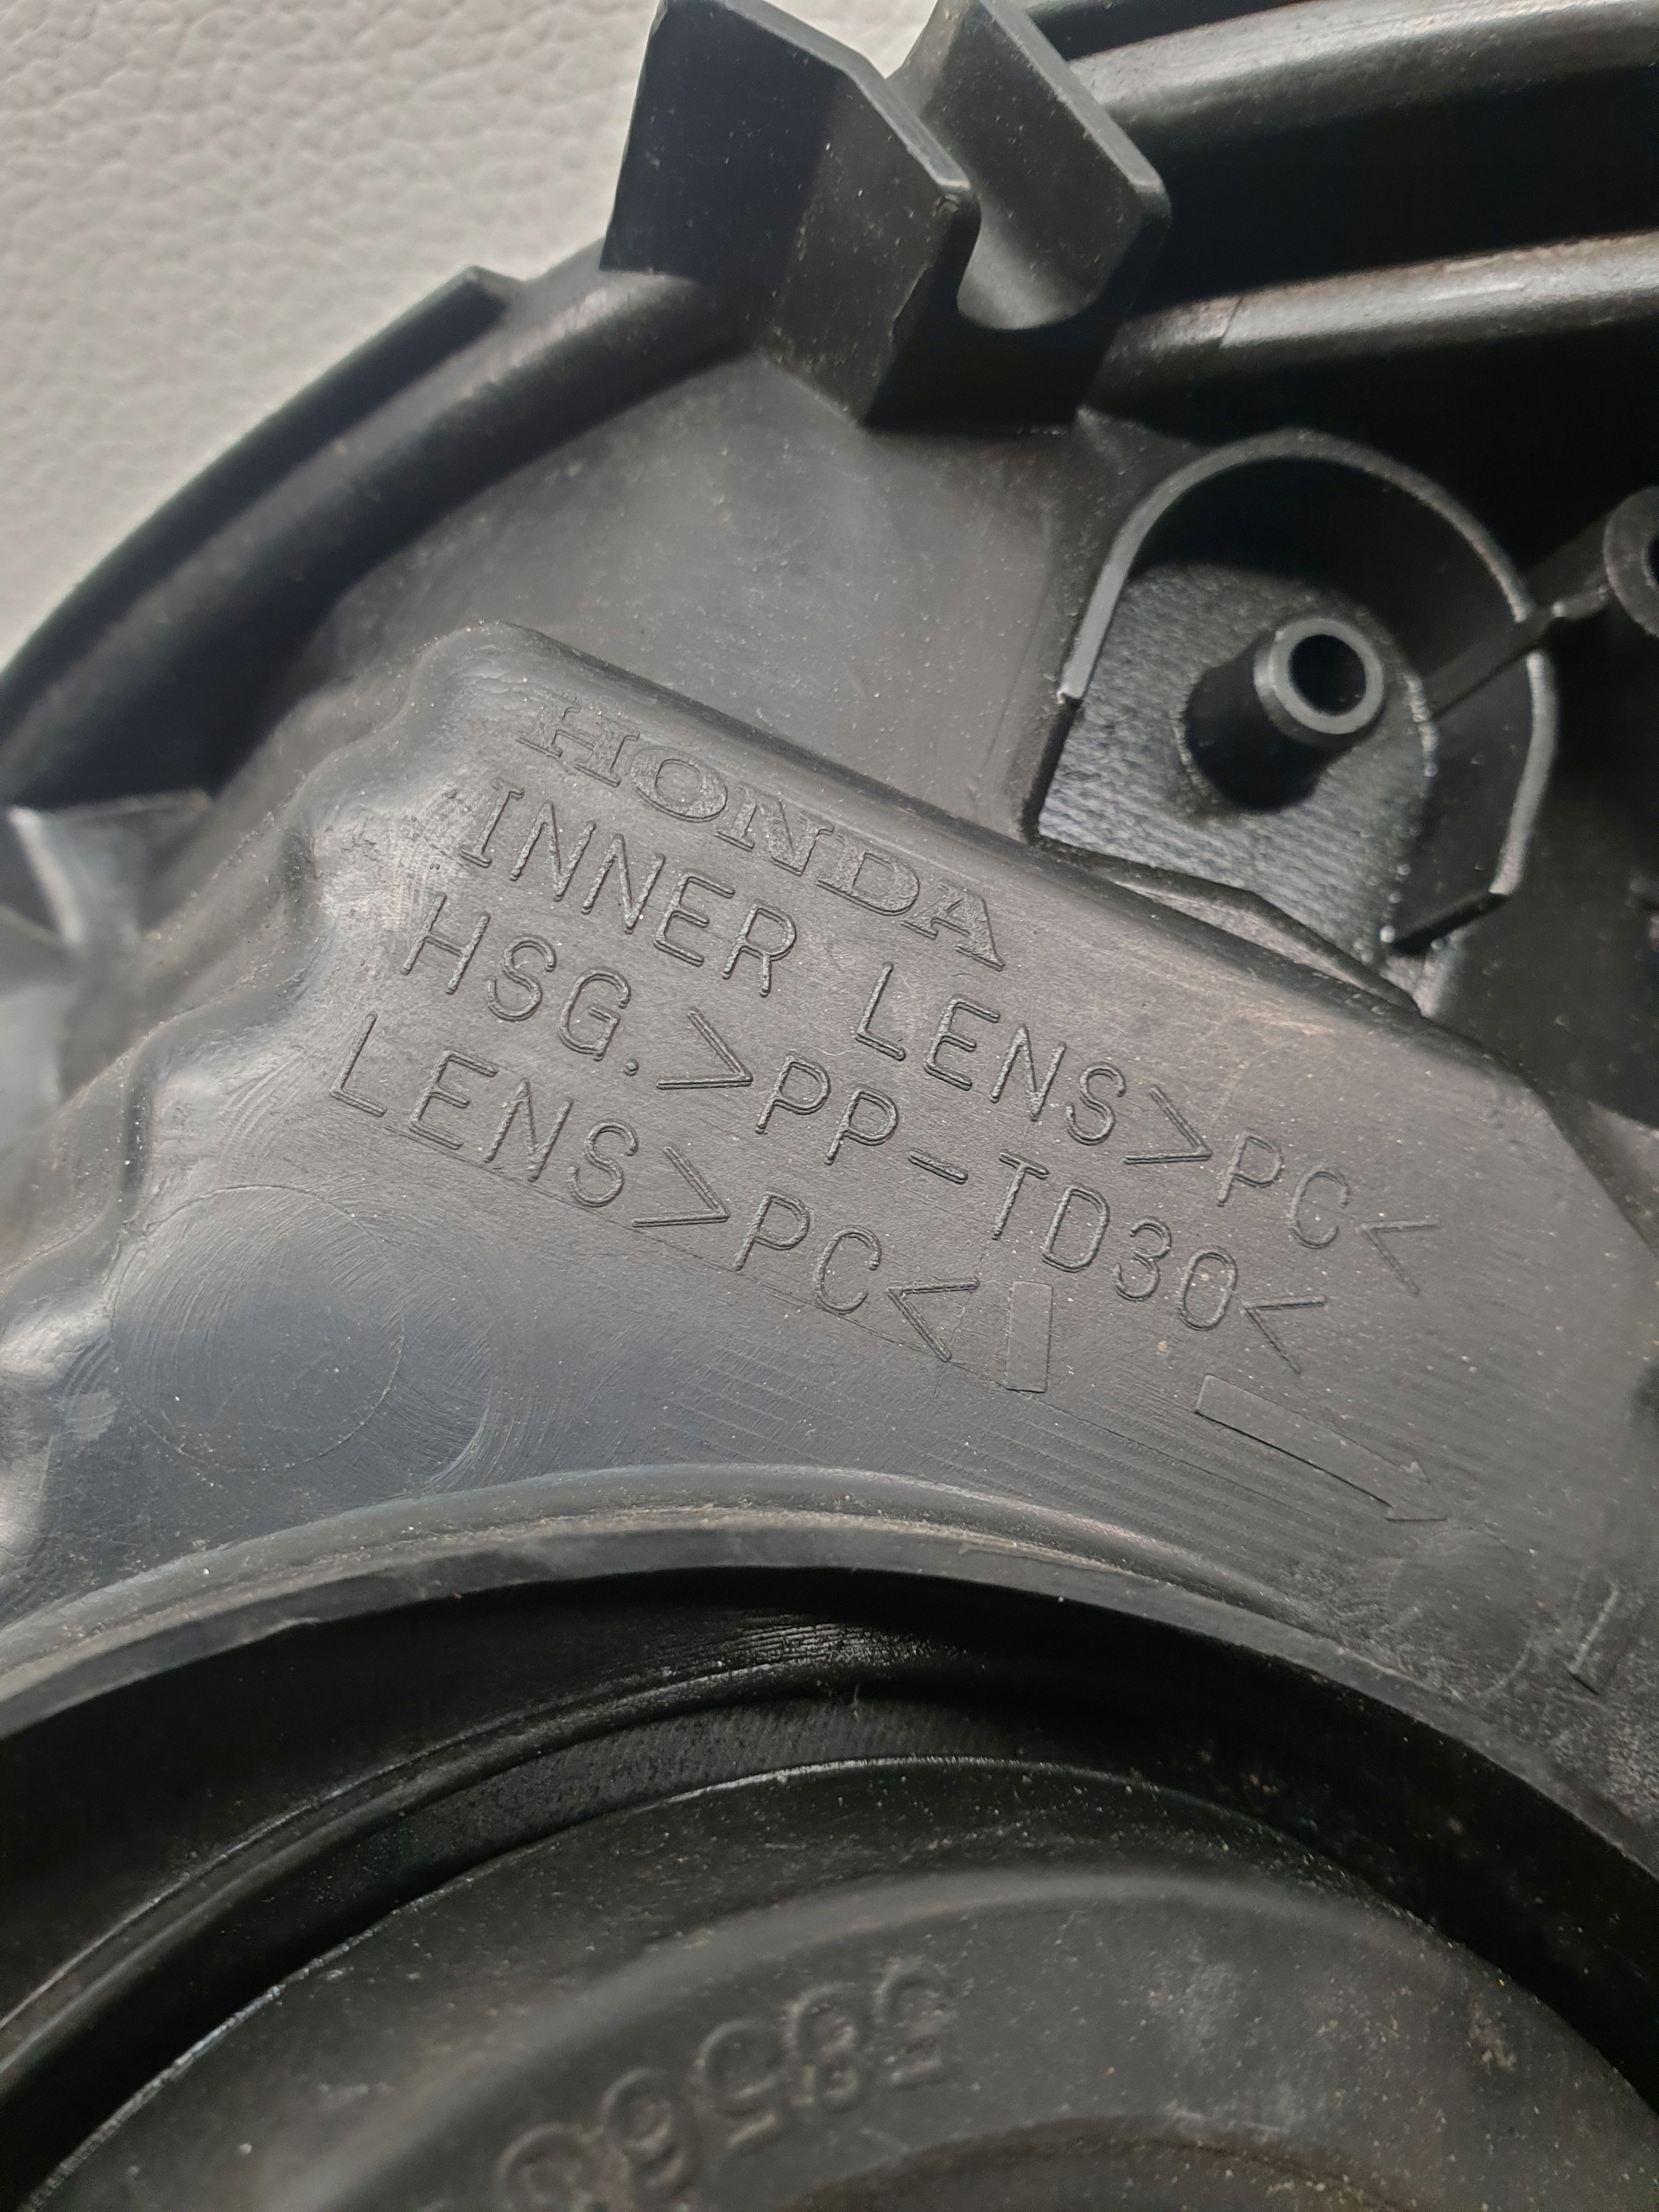 HONDA
INNER LENS>PC<
HSG.>PP-TD30<
LENS>PC<